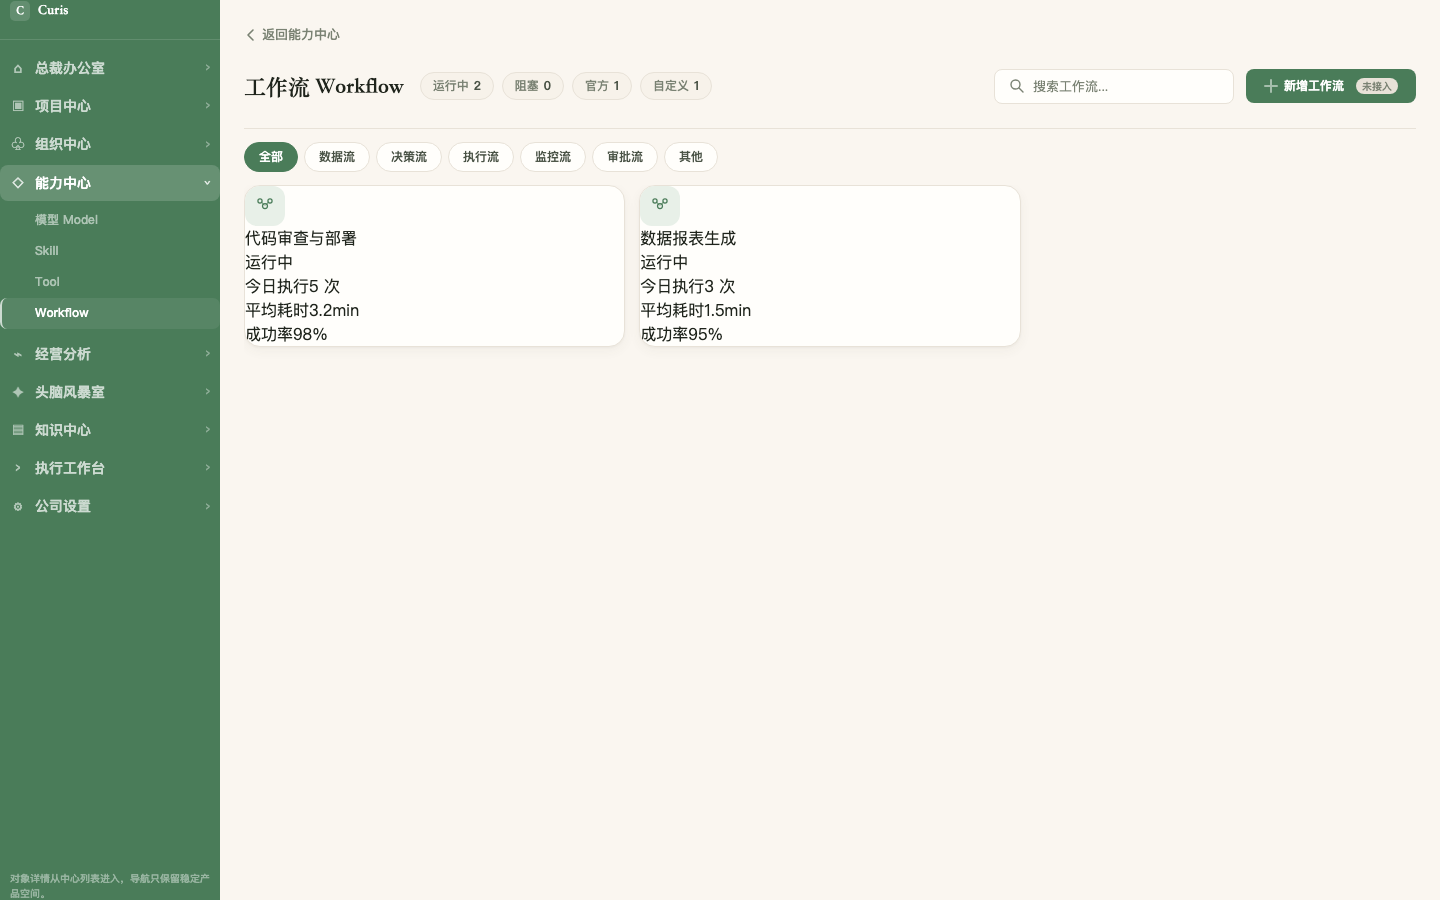 C Curis
总裁办公室
项目中心
组织中心
能力中心
模型 Model
Skill
Tool
Workflow
经营分析
头脑风暴室
知识中心
执行工作台
公司设置
对象详情从中心列表进入，导航只保留稳定产
品空间。
返回能力中心
工作流 Workflow
运行中 2
阻塞 0
官方 1
自定义 1
搜索工作流...
新增工作流 未接入
全部
数据流
决策流
执行流
监控流
审批流
其他
代码审查与部署
运行中
今日执行5 次
平均耗时3.2min
成功率98%
数据报表生成
运行中
今日执行3 次
平均耗时1.5min
成功率95%